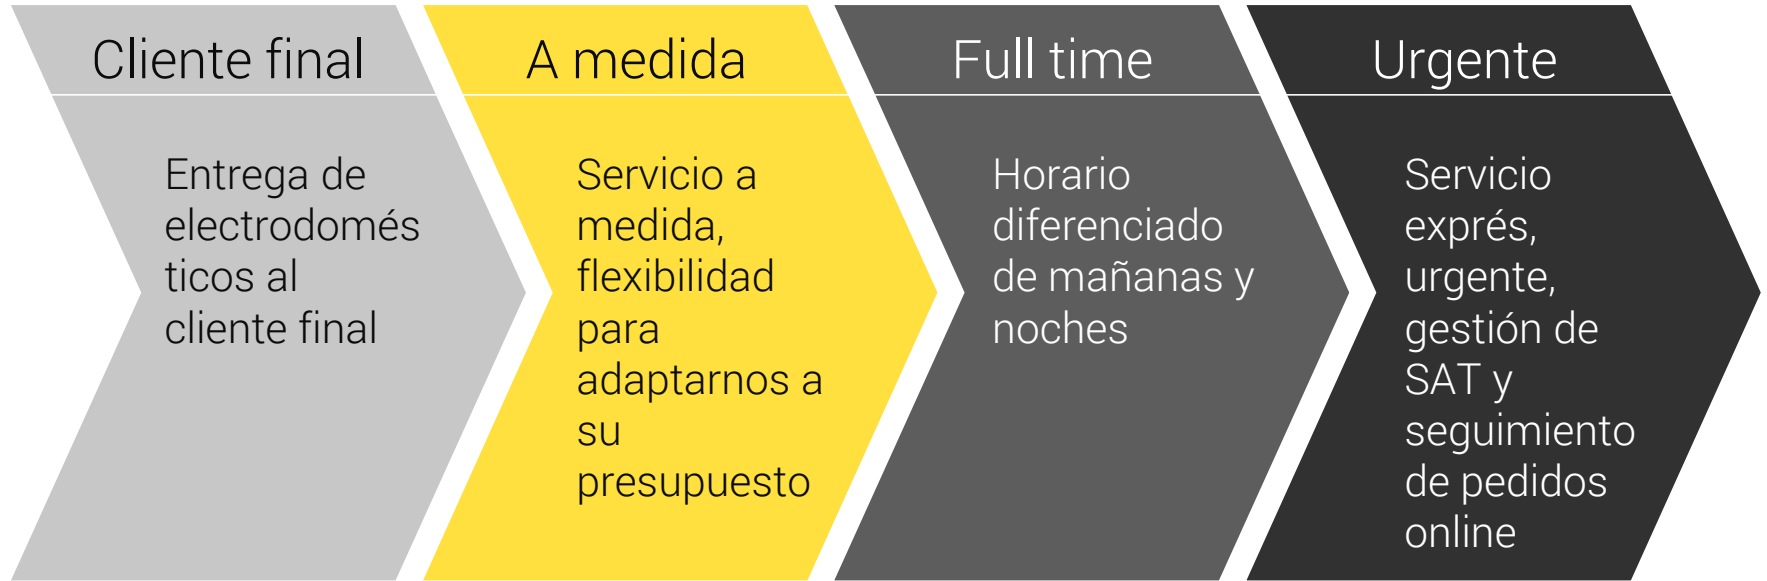 Cliente final
Entrega de
electrodomés
ticos al
cliente final
A medida
Servicio a
medida,
flexibilidad
para
adaptarnos a
su
presupuesto
Full time
Horario
diferenciado
de mañanas y
noches
Urgente
Servicio
exprés,
urgente,
gestión de
SAT y
seguimiento
de pedidos
online